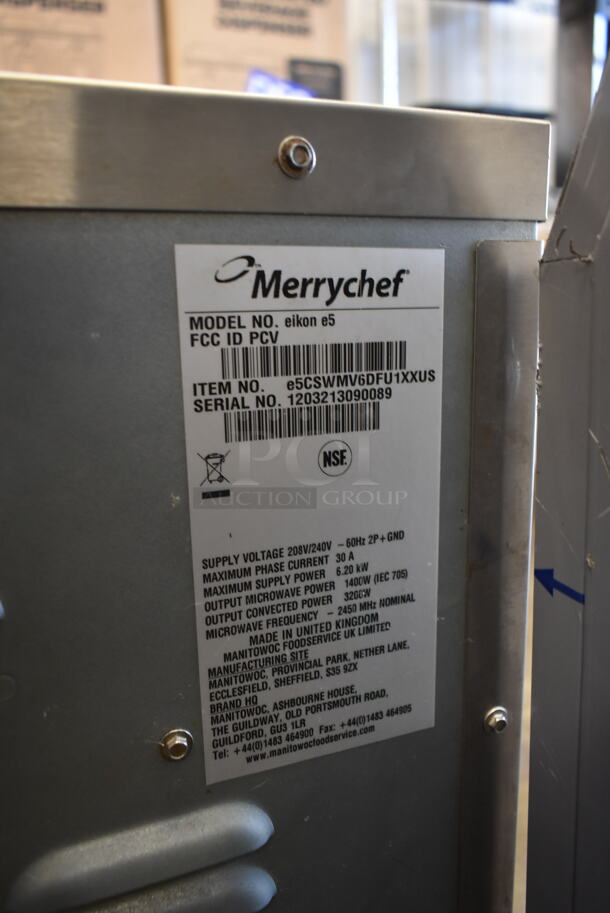 DISPENSER
DISPENSER
Merrychef
MODEL NO. eikon e5
FCC ID PCV
ITEM NO. e5CSWMV6DFU1XXUS
SERIAL NO. 1203213090089
NSF.
PCI
AUCTION GROUP
SUPPLY VOLTAGE 208V/240V ~ 60Hz 2P+GND
MAXIMUM PHASE CURRENT 30 A
MAXIMUM SUPPLY POWER 6.20 kW
OUTPUT MICROWAVE POWER 1400W (IEC 705)
OUTPUT CONVECTED POWER 3200W
MICROWAVE FREQUENCY ~ 2450 MHz NOMINAL
MADE IN UNITED KINGDOM
MANITOWOC FOODSERVICE UK LIMITED
MANUFACTURING SITE
MANITOWOC, PROVINCIAL PARK, NETHER LANE,
ECCLESFIELD, SHEFFIELD, S35 9ZX
BRAND HQ
MANITOWOC, ASHBOURNE HOUSE,
THE GUILDWAY, OLD PORTSMOUTH ROAD,
GUILDFORD, GU3 1LR
Tel: +44(0)1483 464900 Fax: +44(0)1483 464905
www.manitowocfoodservice.com